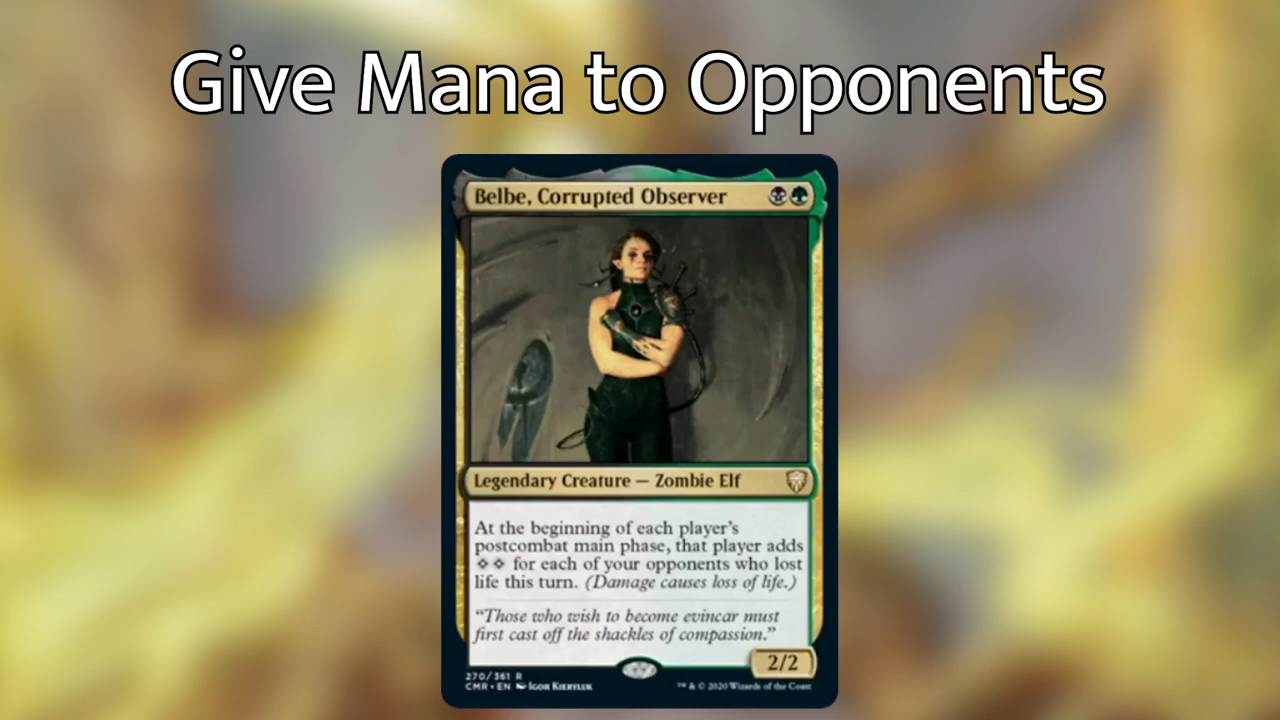 Give Mana to Opponents
Belbe, Corrupted Observer
Legendary Creature — Zombie Elf
At the beginning of each player's
postcombat main phase, that player adds
for each of your opponents who lost
life this turn. (Damage causes loss of life.)
"Those who wish to become evincar must
first cast off the shackles of compassion."
2/2
270/361 R
CMR • EN Igor Kieryluk
™ & © 2020 Wizards of the Coast